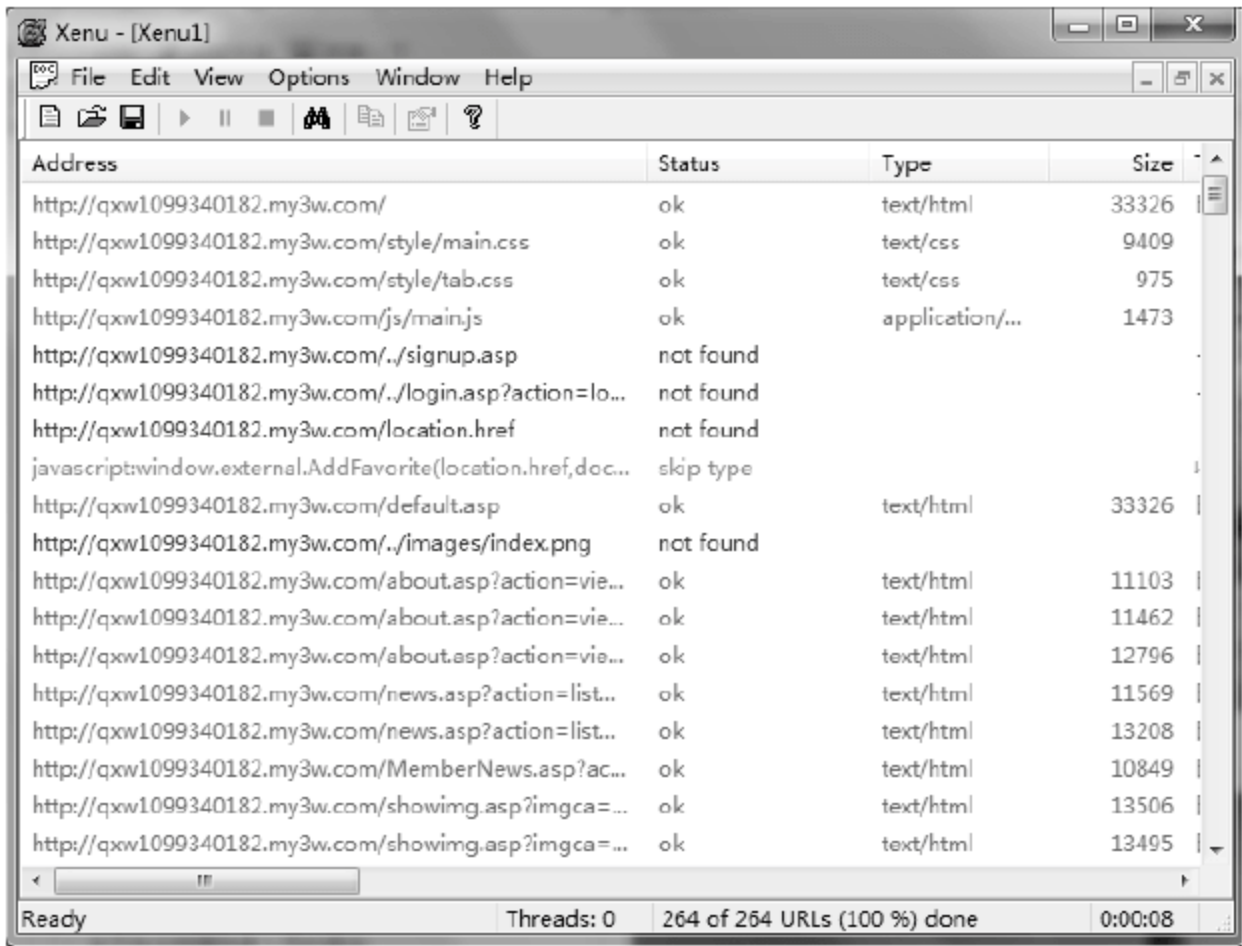 Xenu - [Xenu1]
DOC File Edit View Options Window Help
Address Status Type Size
http://qxw1099340182.my3w.com/ ok text/html 33326
http://qxw1099340182.my3w.com/style/main.css ok text/css 9409
http://qxw1099340182.my3w.com/style/tab.css ok text/css 975
http://qxw1099340182.my3w.com/js/main.js ok application/... 1473
http://qxw1099340182.my3w.com/../signup.asp not found
http://qxw1099340182.my3w.com/../login.asp?action=lo... not found
http://qxw1099340182.my3w.com/location.href not found
javascript:window.external.AddFavorite(location.href,doc... skip type
http://qxw1099340182.my3w.com/default.asp ok text/html 33326
http://qxw1099340182.my3w.com/../images/index.png not found
http://qxw1099340182.my3w.com/about.asp?action=vie... ok text/html 11103
http://qxw1099340182.my3w.com/about.asp?action=vie... ok text/html 11462
http://qxw1099340182.my3w.com/about.asp?action=vie... ok text/html 12796
http://qxw1099340182.my3w.com/news.asp?action=list... ok text/html 11569
http://qxw1099340182.my3w.com/news.asp?action=list... ok text/html 13208
http://qxw1099340182.my3w.com/MemberNews.asp?ac... ok text/html 10849
http://qxw1099340182.my3w.com/showimg.asp?imgca=... ok text/html 13506
http://qxw1099340182.my3w.com/showimg.asp?imgca=... ok text/html 13495
Ready Threads: 0 264 of 264 URLs (100 %) done 0:00:08